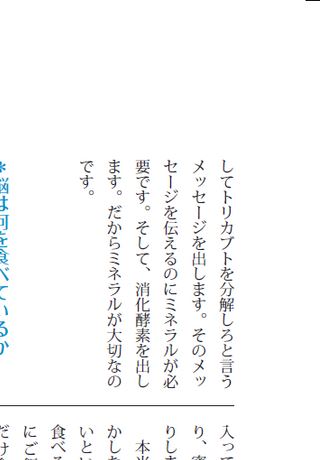 してトリカブトを分解しろと言う
メッセージを出します。そのメッ
セージを伝えるのにミネラルが必
要です。そして、消化酵素を出し
ます。だからミネラルが大切なの
です。
*脳は何を食べているか
入って
り、蜜
りしま
本当
かした
いとい
食べる
にご飯
だけ